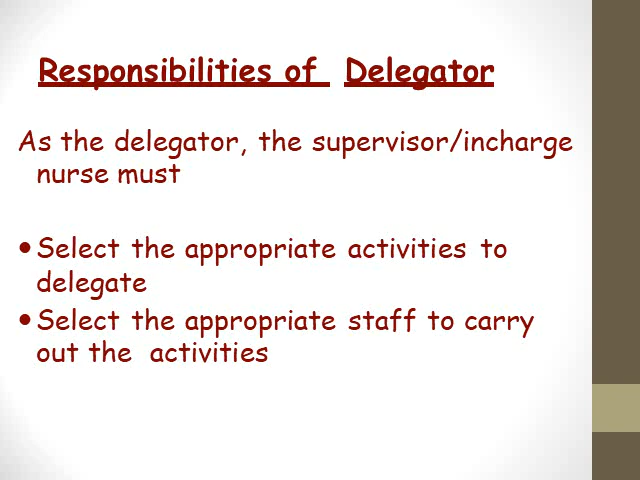 Responsibilities of Delegator
As the delegator, the supervisor/incharge
nurse must
• Select the appropriate activities to
delegate
• Select the appropriate staff to carry
out the activities